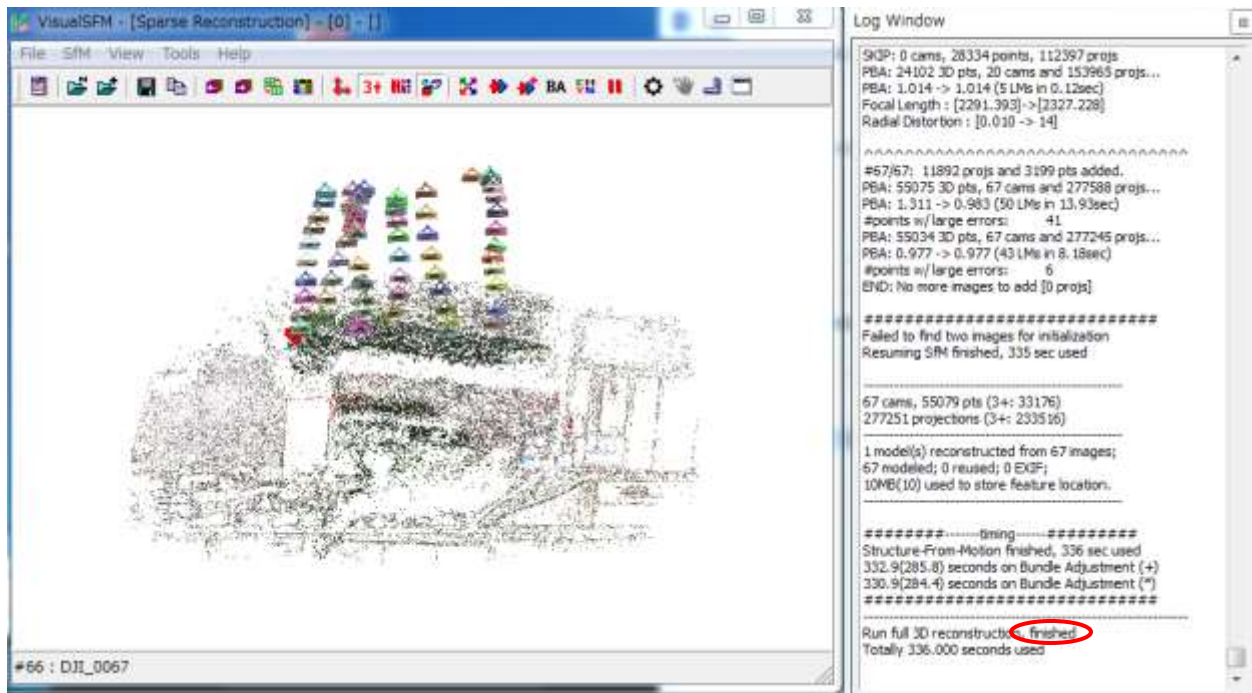 VisualSFM - [Sparse Reconstruction] - [0] - []
File SfM View Tools Help
3+ BA
#66 : DJI_0067
Log Window
SKIP: 0 cams, 28334 points, 112397 projs
PBA: 24102 3D pts, 20 cams and 153965 projs...
PBA: 1.014 -> 1.014 (5 LMs in 0.12sec)
Focal Length : [2291.393]->[2327.228]
Radial Distortion : [0.010 -> 14]
^^^^^^^^^^^^^^^^^^^^^^^^^^^^^^^^
#67/67: 11892 projs and 3199 pts added.
PBA: 55075 3D pts, 67 cams and 277588 projs...
PBA: 1.311 -> 0.983 (50 LMs in 13.93sec)
#points w/ large errors: 41
PBA: 55034 3D pts, 67 cams and 277245 projs...
PBA: 0.977 -> 0.977 (43 LMs in 8.18sec)
#points w/ large errors: 6
END: No more images to add [0 projs]
##############################
Failed to find two images for initialization
Resuming SfM finished, 335 sec used
----------------------------------------------------------------
67 cams, 55079 pts (3+: 33176)
277251 projections (3+: 233516)
----------------------------------------------------------------
1 model(s) reconstructed from 67 images;
67 modeled; 0 reused; 0 EXIF;
10MB(10) used to store feature location.
----------------------------------------------------------------
########-------timing------#########
Structure-From-Motion finished, 336 sec used
332.9(285.8) seconds on Bundle Adjustment (+)
330.9(284.4) seconds on Bundle Adjustment (*)
##############################
----------------------------------------------------------------
Run full 3D reconstruction, finished
Totally 336.000 seconds used